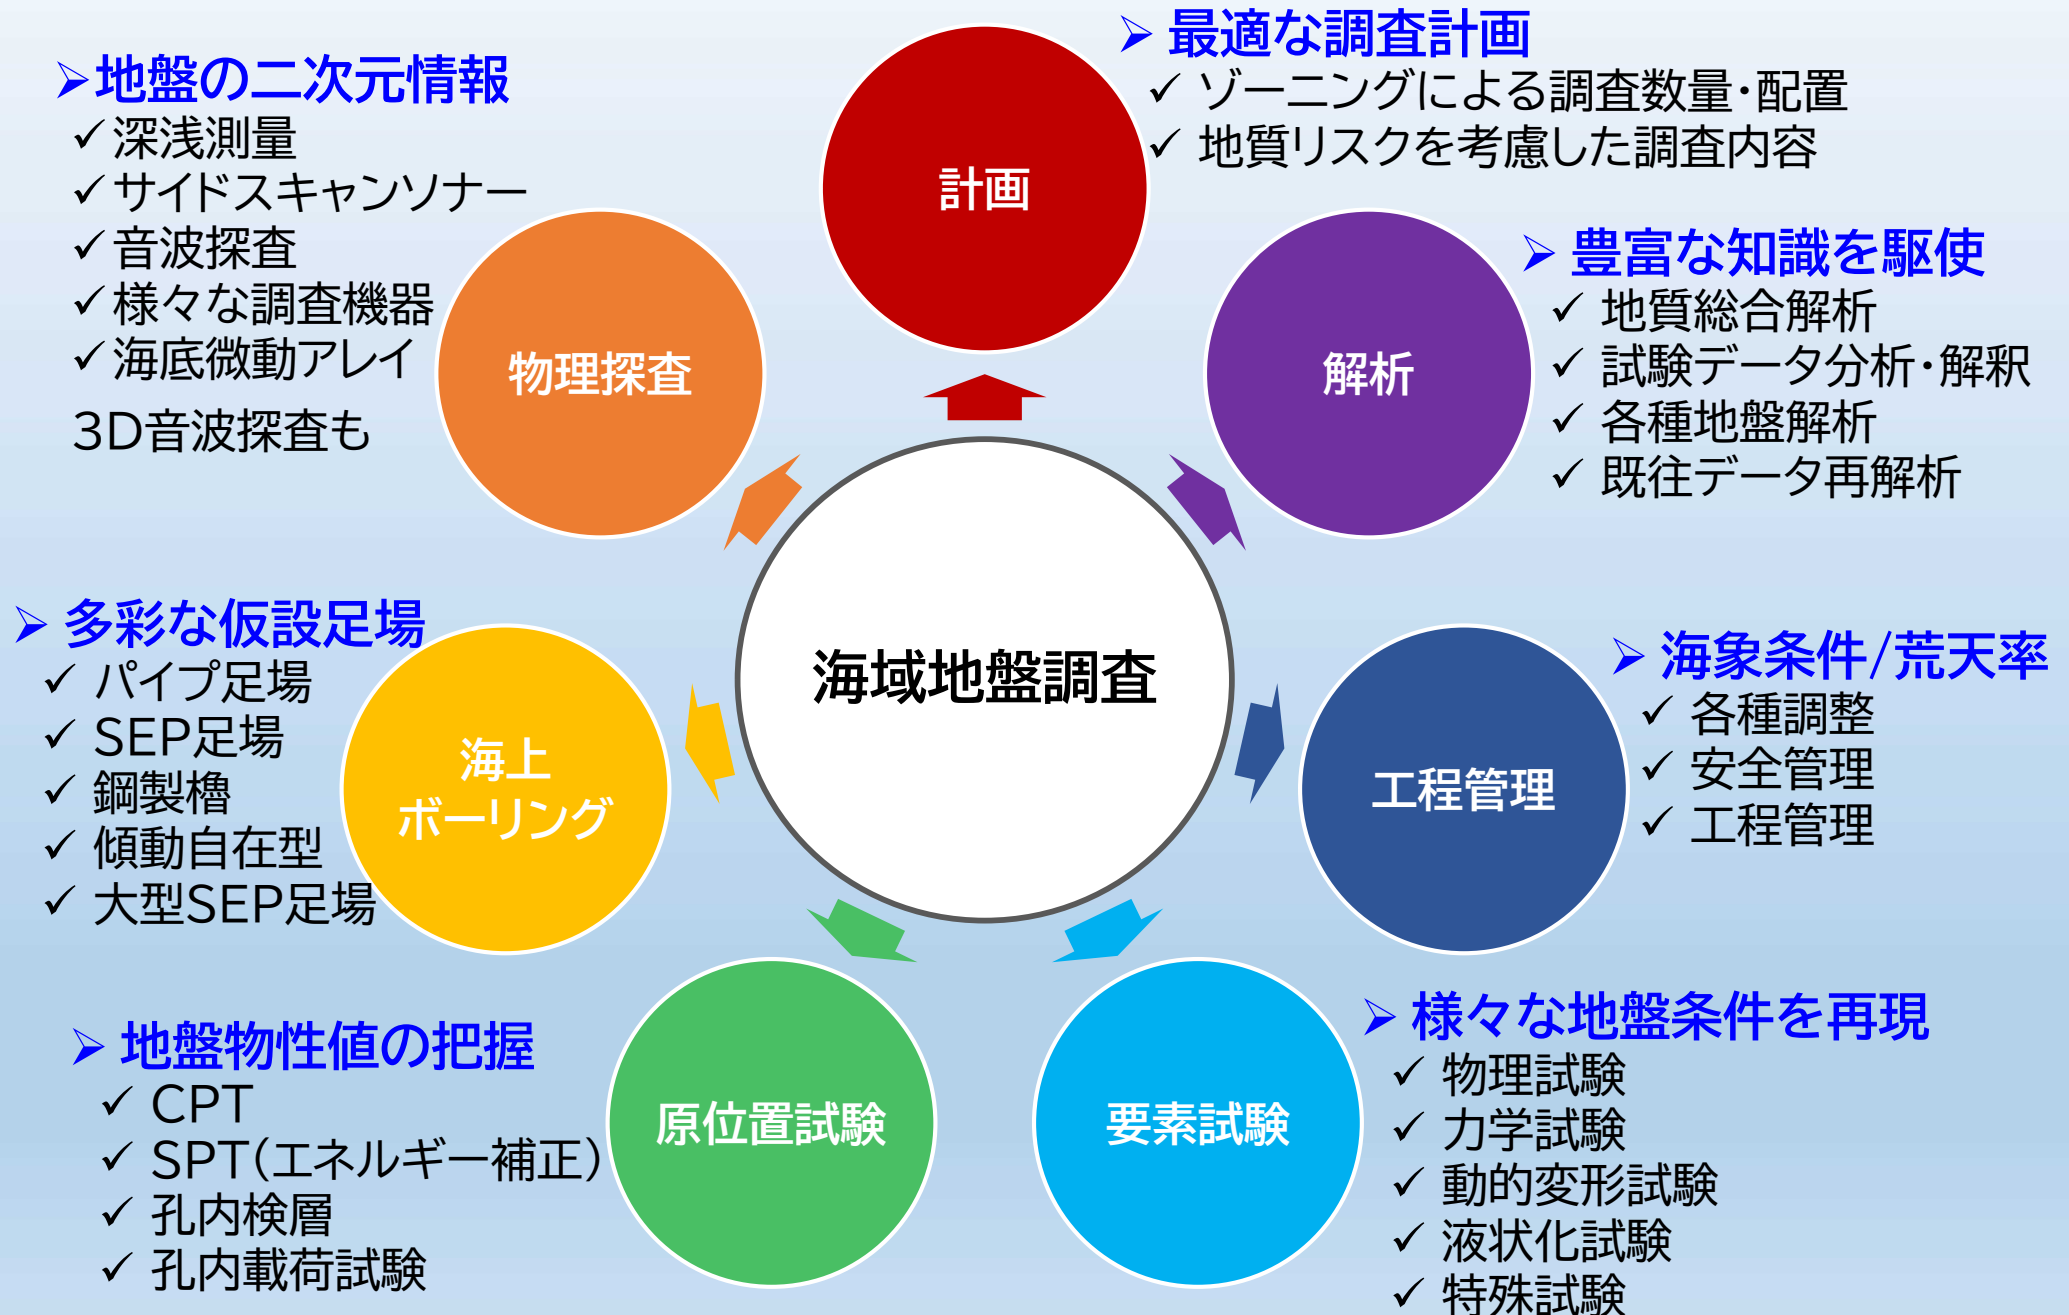 最適な調査計画
ゾーニングによる調査数量・配置
地質リスクを考慮した調査内容
計画
地盤の二次元情報
深浅測量
サイドスキャンソナー
音波探査
様々な調査機器
海底微動アレイ
3D音波探査も
物理探査
豊富な知識を駆使
地質総合解析
試験データ分析・解釈
各種地盤解析
既往データ再解析
解析
海域地盤調査
多彩な仮設足場
パイプ足場
SEP足場
鋼製櫓
傾動自在型
大型SEP足場
海上
ボーリング
海象条件/荒天率
各種調整
安全管理
工程管理
工程管理
地盤物性値の把握
CPT
SPT(エネルギー補正)
孔内検層
孔内載荷試験
原位置試験
要素試験
様々な地盤条件を再現
物理試験
力学試験
動的変形試験
液状化試験
特殊試験